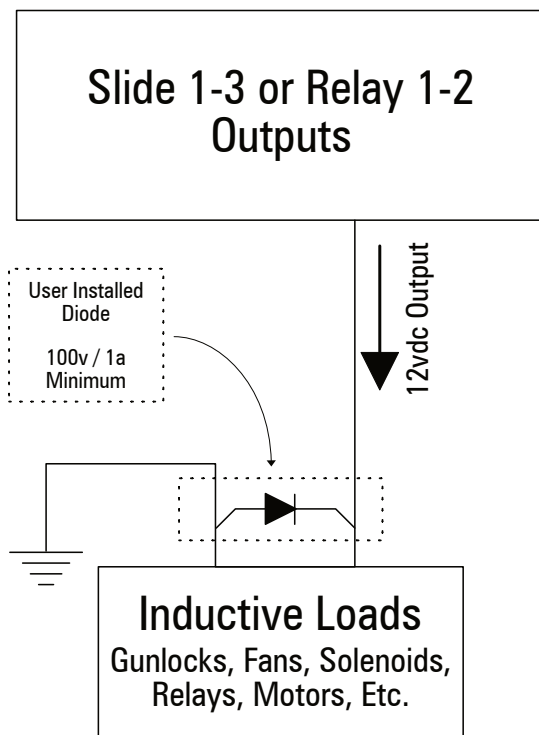 Slide 1-3 or Relay 1-2
Outputs
User Installed
Diode
100v / 1a
Minimum
12vdc Output
Inductive Loads
Gunlocks, Fans, Solenoids,
Relays, Motors, Etc.